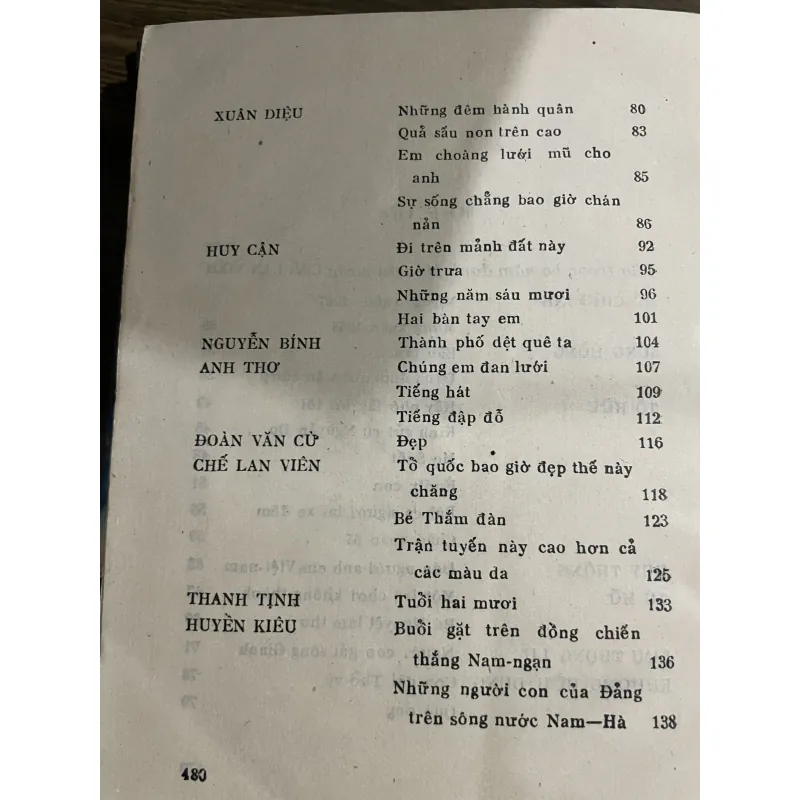 XUÂN DIỆU Những đêm hành quân 80
Quả sấu non trên cao 83
Em choàng lưới mũ cho
anh 85
Sự sống chẳng bao giờ chán
nản 86
HUY CẬN Đi trên mảnh đất này 92
Giờ trưa 95
Những năm sáu mươi 96
Hai bàn tay em 101
NGUYỄN BÍNH Thành phố dệt quê ta 104
ANH THƠ Chúng em đan lưới 107
Tiếng hát 109
Tiếng đập đỗ 112
ĐOÀN VĂN CỪ Đẹp 116
CHẾ LAN VIÊN Tổ quốc bao giờ đẹp thế này
chăng 118
Bé Thắm đàn 123
Trận tuyến này cao hơn cả
các màu da 125
THANH TỊNH Tuổi hai mươi 133
HUYỀN KIÊU Buổi gặt trên đồng chiến
thắng Nạm-ngạn 136
Những người con của Đảng
trên sông nước Nam—Hà 138
480